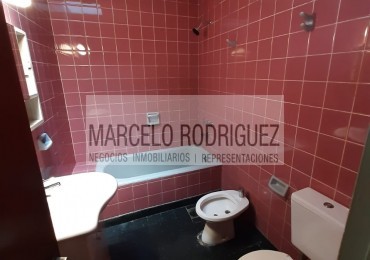 MARCELO RODRIGUEZ
NEGOCIOS INMOBILIARIOS | REPRESENTACIONES